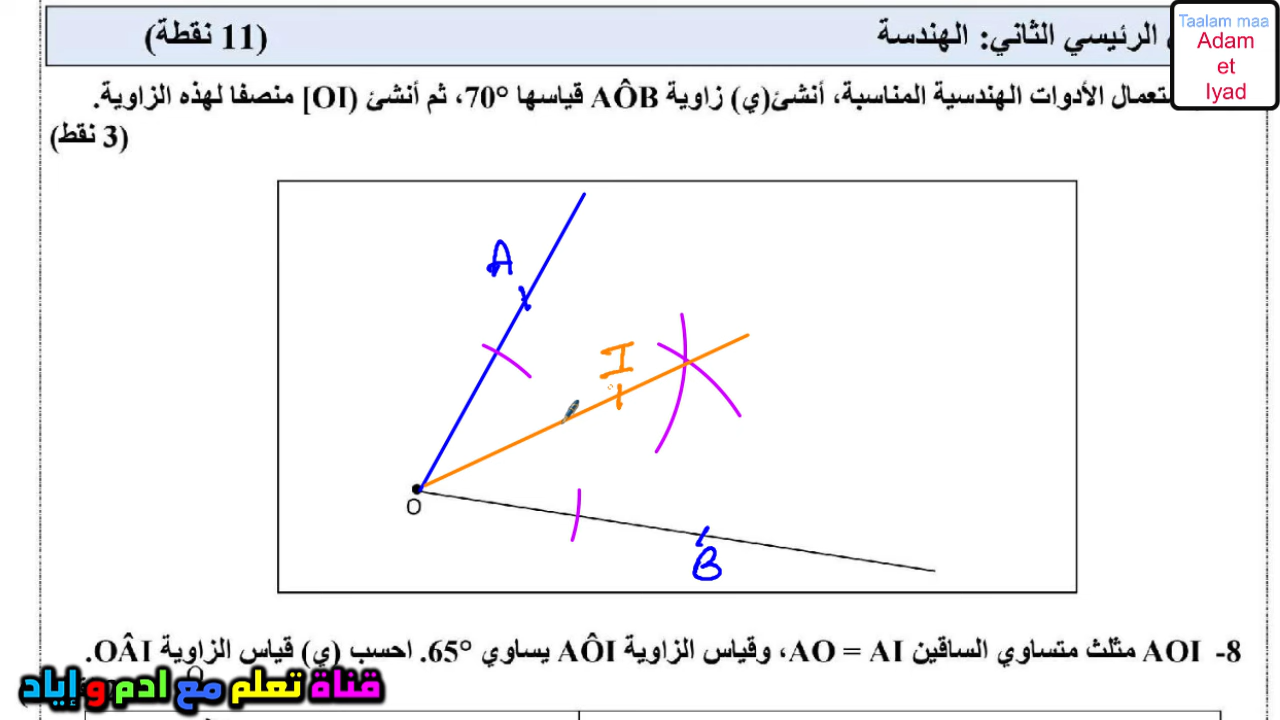 الرئيسي الثاني: الهندسة
(11 نقطة)
Taalam maa
Adam
et
Iyad
الأدوات الهندسية المناسبة، أنشئ(ي) زاوية AÔB قياسها 70°، ثم أنشئ [OI) منصفا لهذه الزاوية.
(3 نقط)
A
I
O
B
8- AOI مثلث متساوي الساقين AO = AI، وقياس الزاوية AÔI يساوي 65°. احسب (ي) قياس الزاوية OÂI.
قناة تعلم مع ادم و إياد